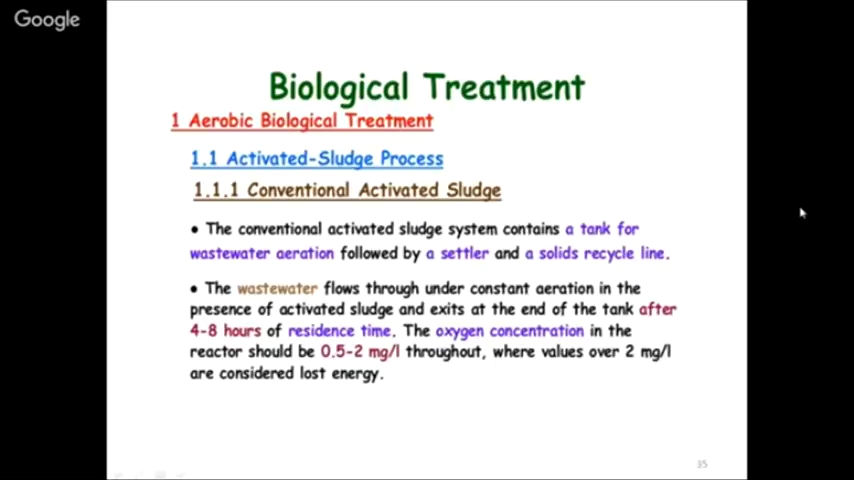 Google
Biological Treatment
1 Aerobic Biological Treatment
1.1 Activated-Sludge Process
1.1.1 Conventional Activated Sludge
• The conventional activated sludge system contains a tank for
wastewater aeration followed by a settler and a solids recycle line.
• The wastewater flows through under constant aeration in the
presence of activated sludge and exits at the end of the tank after
4-8 hours of residence time. The oxygen concentration in the
reactor should be 0.5-2 mg/l throughout, where values over 2 mg/l
are considered lost energy.
35